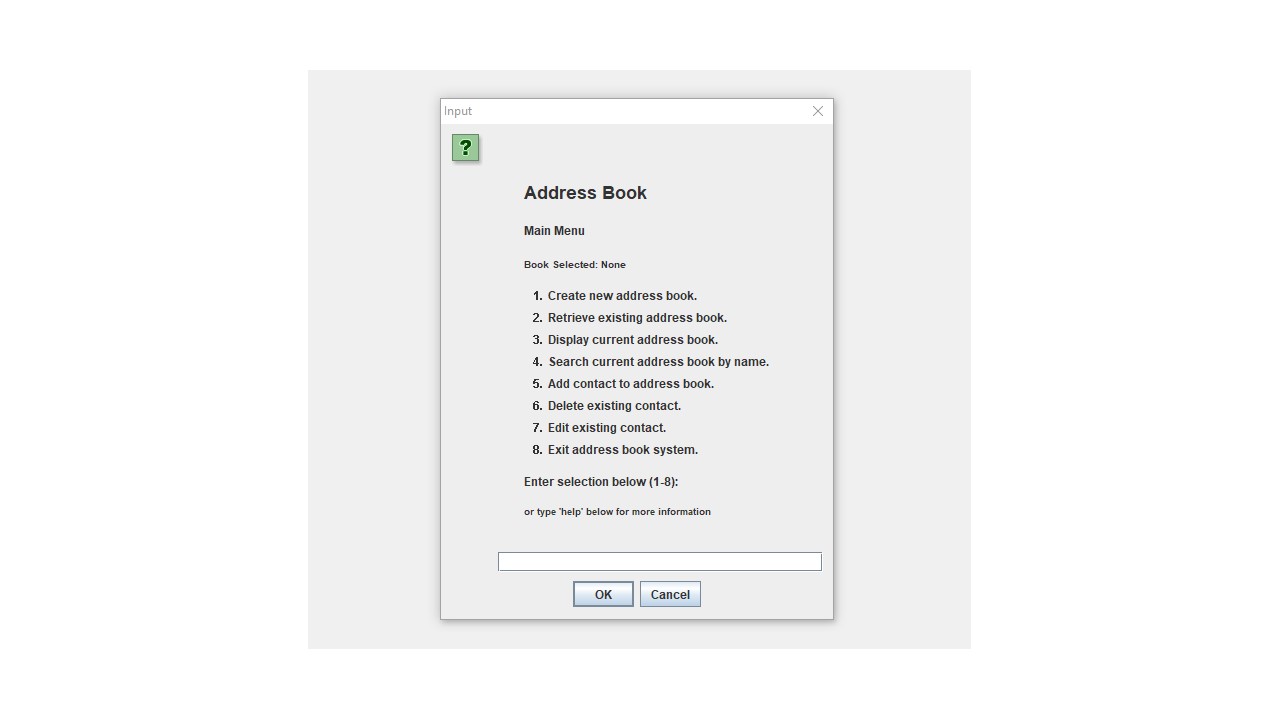 Input
?
Address Book
Main Menu
Book Selected: None
1. Create new address book.
2. Retrieve existing address book.
3. Display current address book.
4. Search current address book by name.
5. Add contact to address book.
6. Delete existing contact.
7. Edit existing contact.
8. Exit address book system.
Enter selection below (1-8):
or type 'help' below for more information
OK Cancel